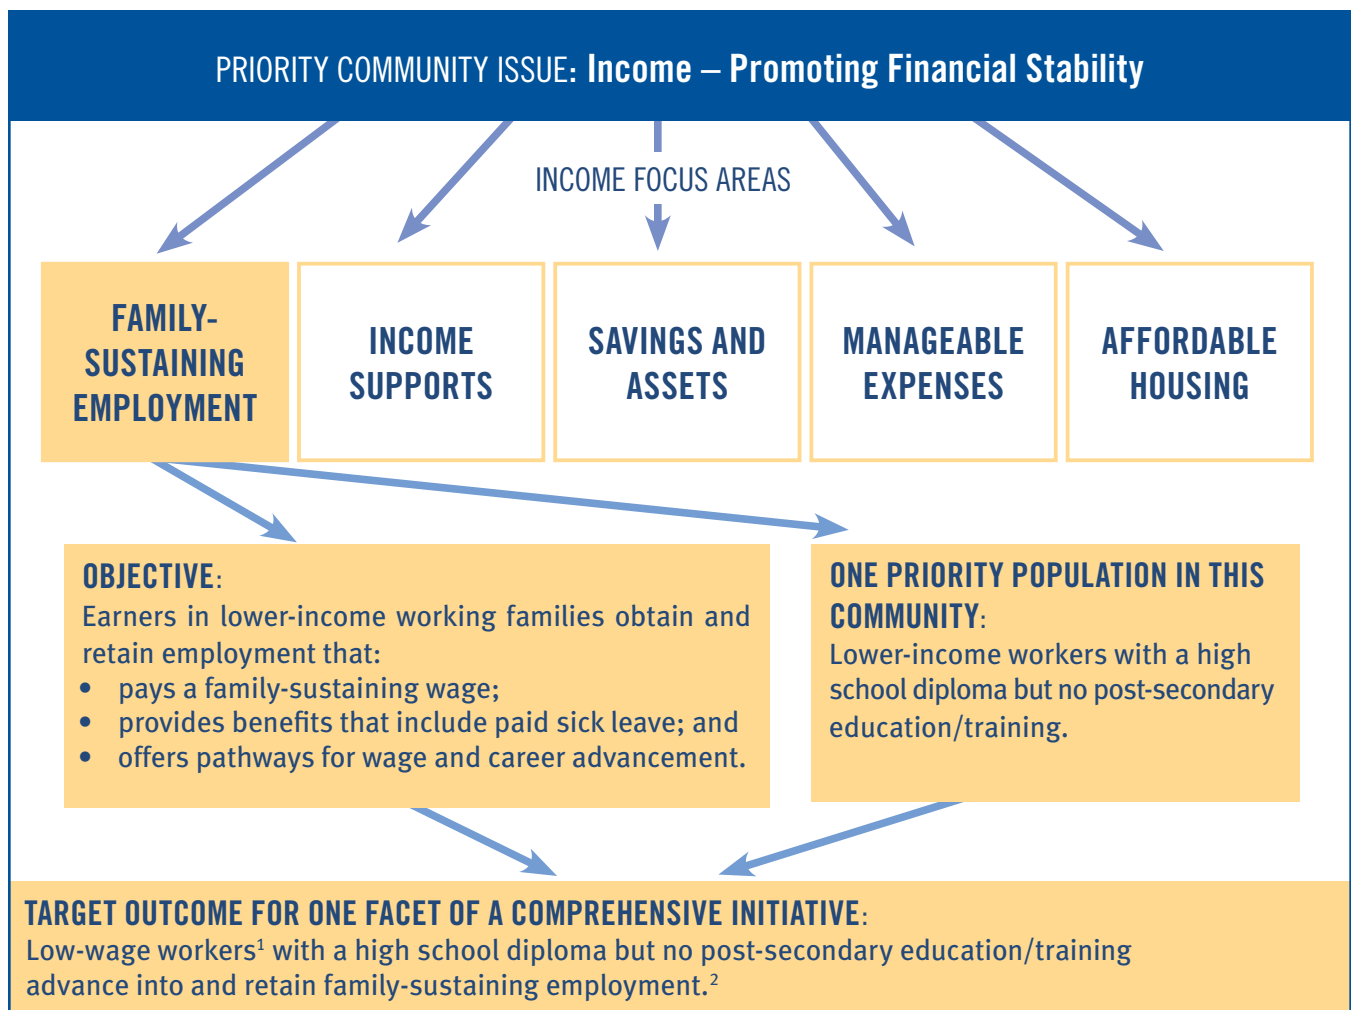 PRIORITY COMMUNITY ISSUE: Income – Promoting Financial Stability
INCOME FOCUS AREAS
FAMILY-
SUSTAINING
EMPLOYMENT
INCOME
SUPPORTS
SAVINGS AND
ASSETS
MANAGEABLE
EXPENSES
AFFORDABLE
HOUSING
OBJECTIVE:
Earners in lower-income working families obtain and
retain employment that:
• pays a family-sustaining wage;
• provides benefits that include paid sick leave; and
• offers pathways for wage and career advancement.
ONE PRIORITY POPULATION IN THIS
COMMUNITY:
Lower-income workers with a high
school diploma but no post-secondary
education/training.
TARGET OUTCOME FOR ONE FACET OF A COMPREHENSIVE INITIATIVE:
Low-wage workers¹ with a high school diploma but no post-secondary education/training
advance into and retain family-sustaining employment.²